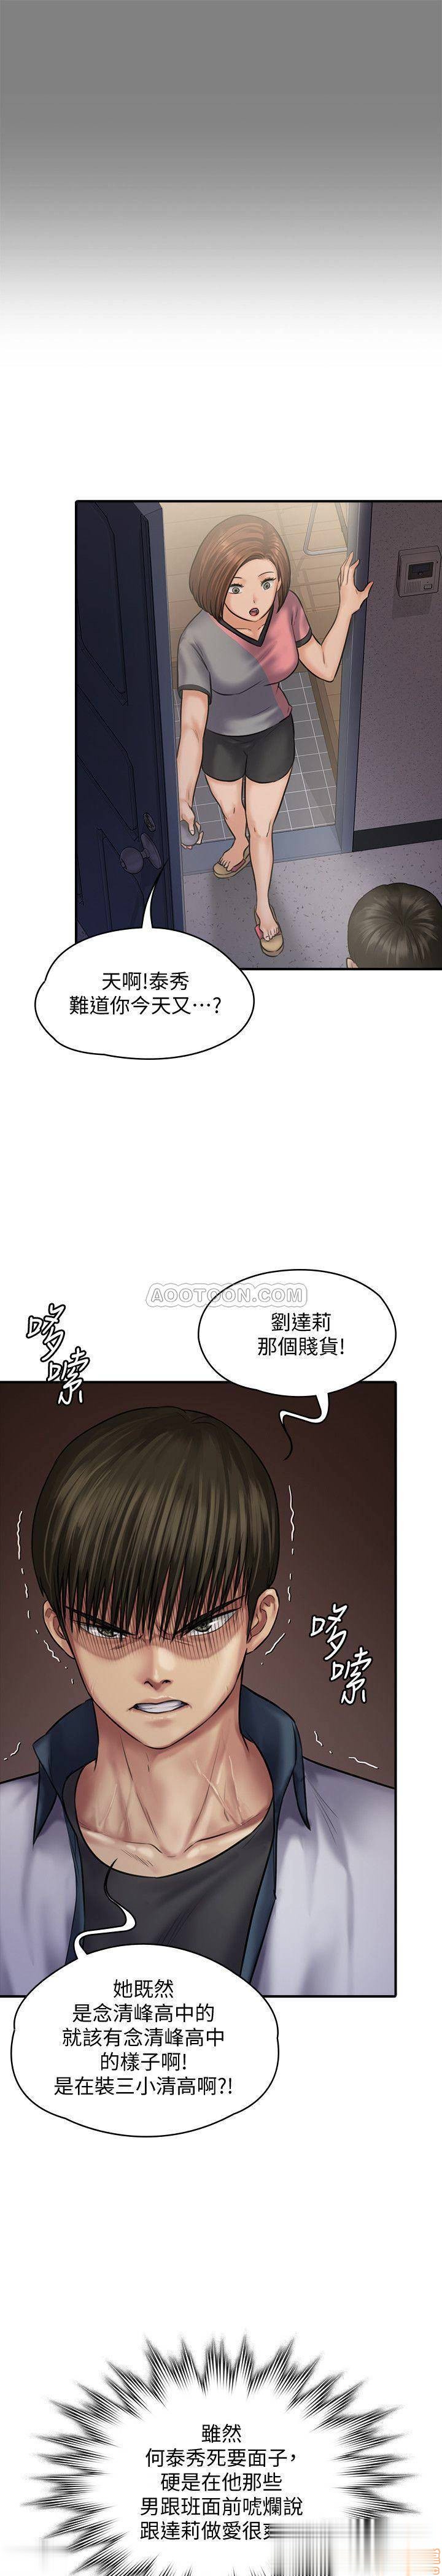 天啊!泰秀
難道你今天又…?
AOOTOON.COM
劉達莉
那個賤貨!
哆嗦
哆嗦
她既然
是念清峰高中的
就該有念清峰高中
的樣子啊!
是在裝三小清高啊?!
雖然
何泰秀死要面子，
硬是在他那些
男跟班面前唬爛說
跟達莉做愛很